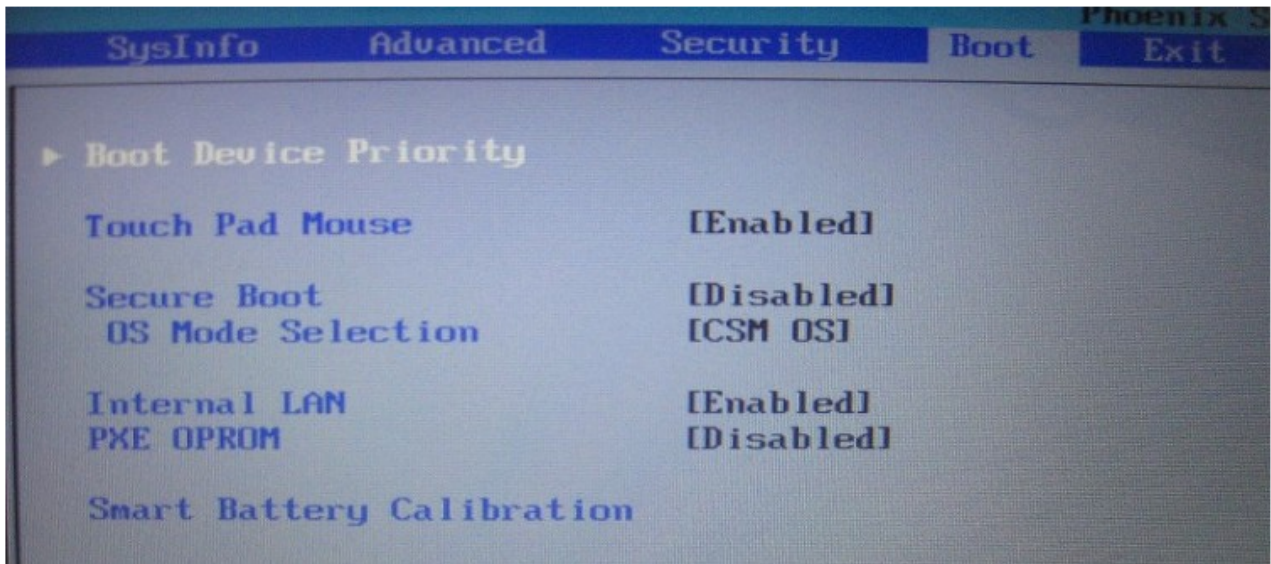 Phoenix S
SysInfo Advanced Security Boot Exit
Boot Device Priority
Touch Pad Mouse [Enabled]
Secure Boot [Disabled]
OS Mode Selection [CSM OS]
Internal LAN [Enabled]
PXE OPROM [Disabled]
Smart Battery Calibration